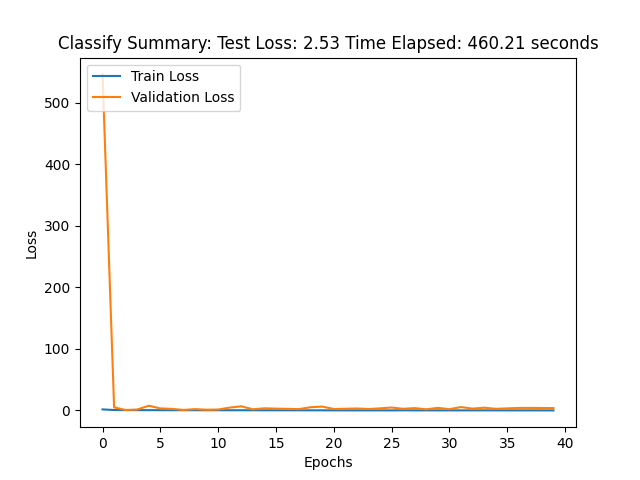 Classify Summary: Test Loss: 2.53 Time Elapsed: 460.21 seconds
Train Loss
Validation Loss
500
400
300
200
100
0
Loss
0 5 10 15 20 25 30 35 40
Epochs